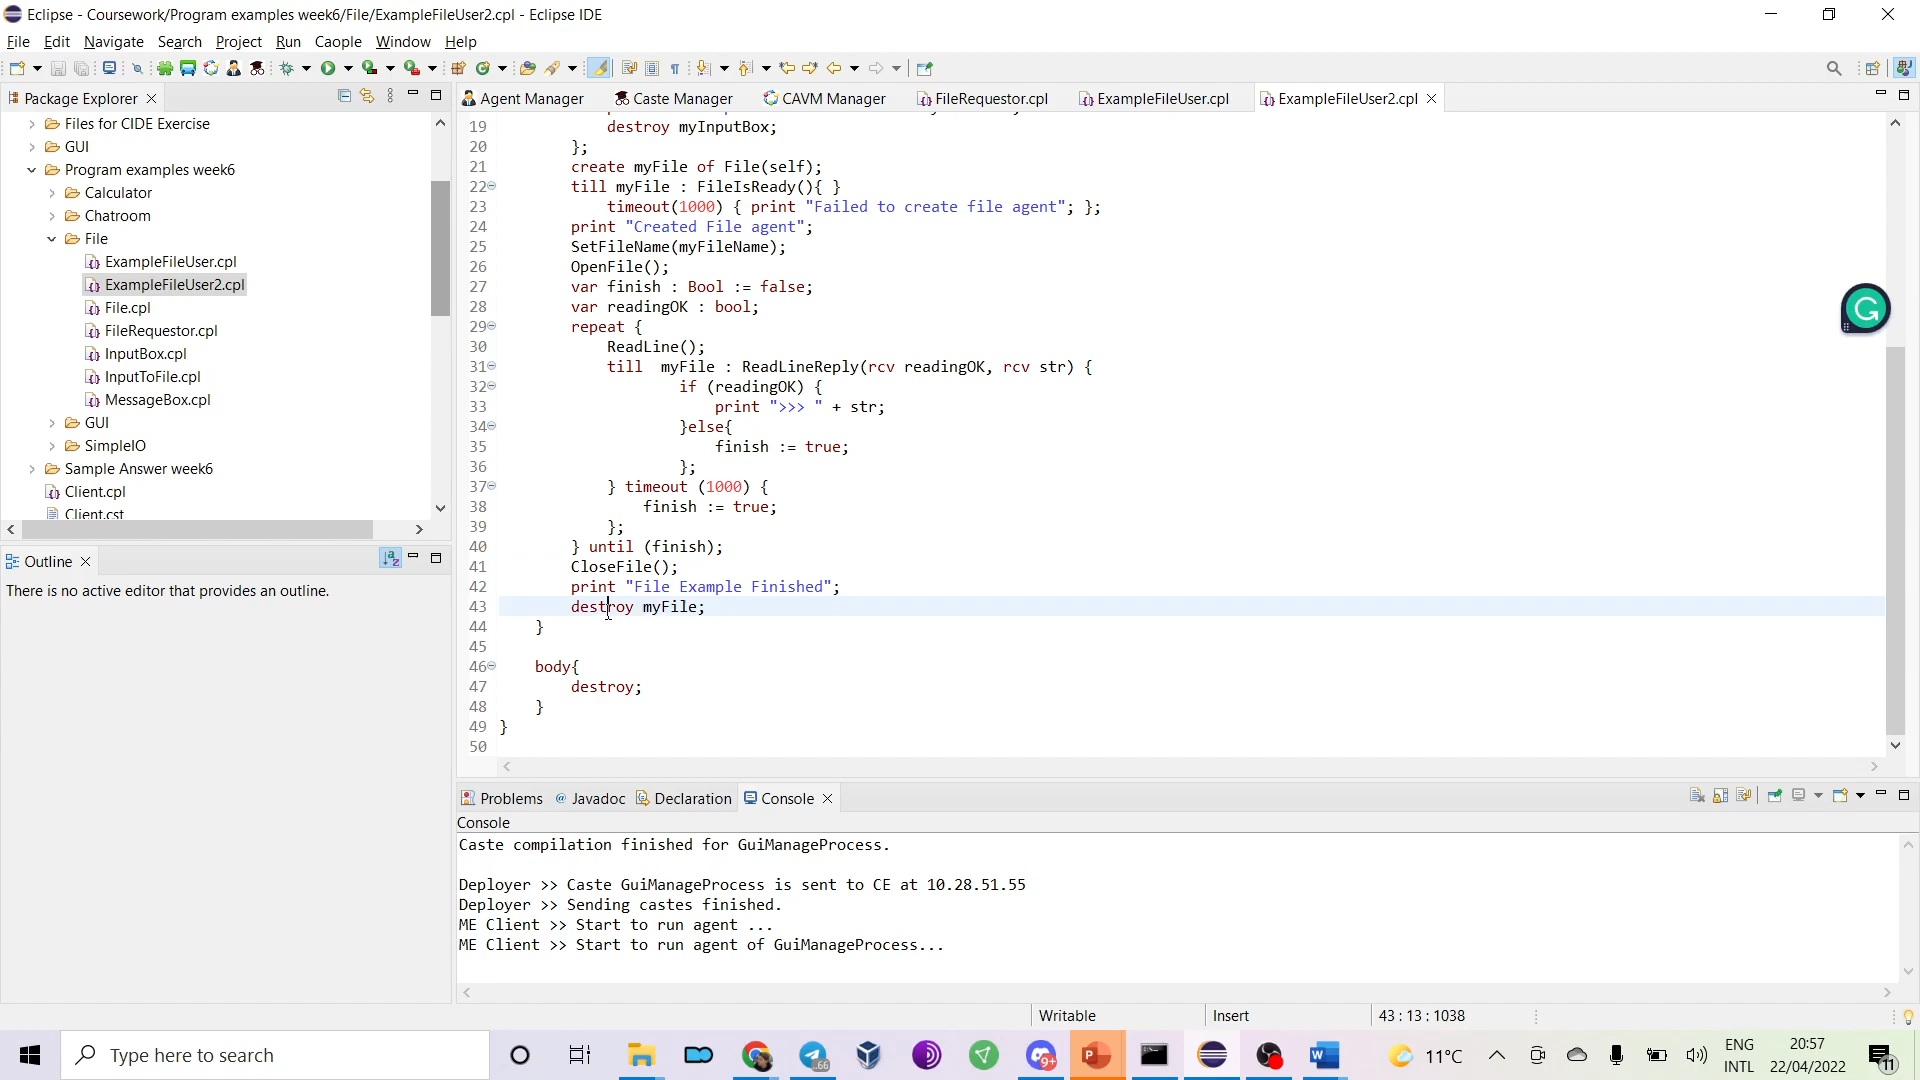 Eclipse - Coursework/Program examples week6/File/ExampleFileUser2.cpl - Eclipse IDE
File Edit Navigate Search Project Run Caople Window Help
Package Explorer
Files for CIDE Exercise
GUI
Program examples week6
Calculator
Chatroom
File
ExampleFileUser.cpl
ExampleFileUser2.cpl
File.cpl
FileRequestor.cpl
InputBox.cpl
InputToFile.cpl
MessageBox.cpl
GUI
SimpleIO
Sample Answer week6
Client.cpl
Client.cst
Outline
There is no active editor that provides an outline.
Agent Manager Caste Manager CAVM Manager FileRequestor.cpl ExampleFileUser.cpl ExampleFileUser2.cpl
19 destroy myInputBox;
20 };
21 create myFile of File(self);
22 till myFile : FileIsReady(){ }
23 timeout(1000) { print "Failed to create file agent"; };
24 print "Created File agent";
25 SetFileName(myFileName);
26 OpenFile();
27 var finish : Bool := false;
28 var readingOK : bool;
29 repeat {
30 ReadLine();
31 till myFile : ReadLineReply(rcv readingOK, rcv str) {
32 if (readingOK) {
33 print ">>> " + str;
34 }else{
35 finish := true;
36 };
37 } timeout (1000) {
38 finish := true;
39 };
40 } until (finish);
41 CloseFile();
42 print "File Example Finished";
43 destroy myFile;
44 }
45
46 body{
47 destroy;
48 }
49 }
50
Problems @ Javadoc Declaration Console
Console
Caste compilation finished for GuiManageProcess.
Deployer >> Caste GuiManageProcess is sent to CE at 10.28.51.55
Deployer >> Sending castes finished.
ME Client >> Start to run agent ...
ME Client >> Start to run agent of GuiManageProcess...
Writable Insert 43 : 13 : 1038
Type here to search
66
9+
11°C
ENG
INTL
20:57
22/04/2022
11